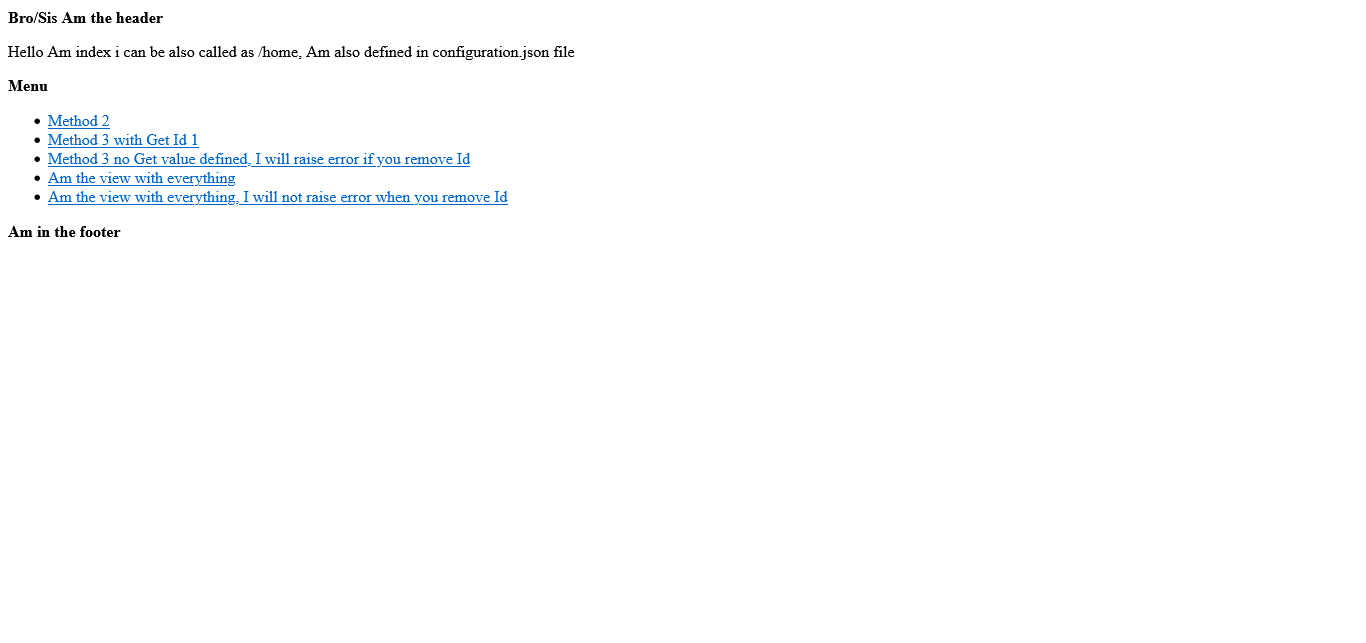 Bro/Sis Am the header
Hello Am index i can be also called as /home, Am also defined in configuration.json file
Menu
Method 2
Method 3 with Get Id 1
Method 3 no Get value defined, I will raise error if you remove Id
Am the view with everything
Am the view with everything, I will not raise error when you remove Id
Am in the footer